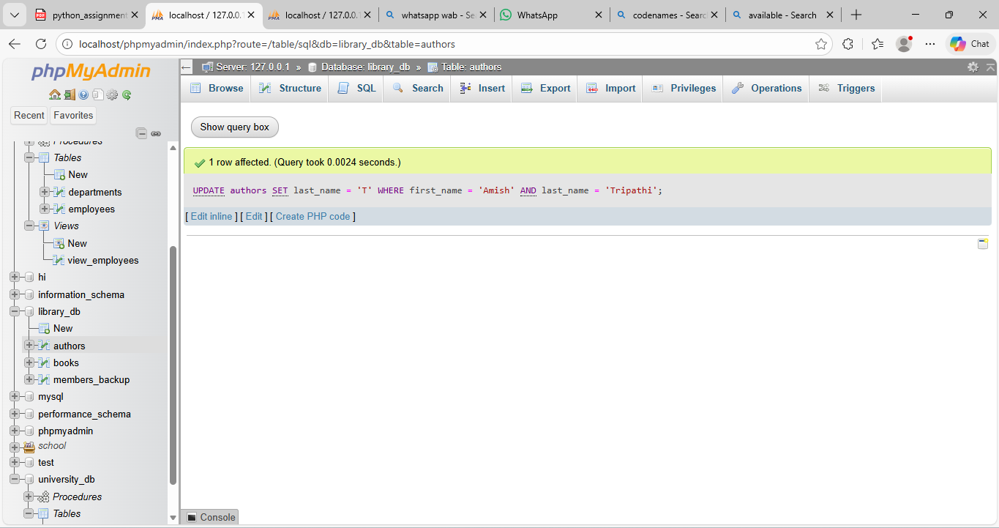 python_assignment
localhost / 127.0.0.1
localhost / 127.0.0.1
whatsapp wab - Se
WhatsApp
codenames - Searc
available - Search
localhost/phpmyadmin/index.php?route=/table/sql&db=library_db&table=authors
Chat
phpMyAdmin
Recent
Favorites
Procedures
Tables
New
departments
employees
Views
New
view_employees
hi
information_schema
library_db
New
authors
books
members_backup
mysql
performance_schema
phpmyadmin
school
test
university_db
Procedures
Tables
Server: 127.0.0.1 » Database: library_db » Table: authors
Browse Structure SQL Search Insert Export Import Privileges Operations Triggers
Show query box
1 row affected. (Query took 0.0024 seconds.)
UPDATE authors SET last_name = 'T' WHERE first_name = 'Amish' AND last_name = 'Tripathi';
[ Edit inline ] [ Edit ] [ Create PHP code ]
Console